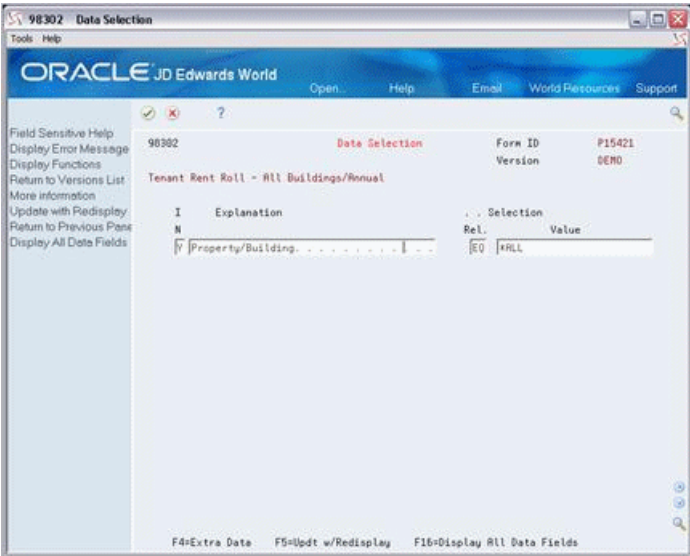 98302 Data Selection
Tools Help
ORACLE JD Edwards World
Open... Help Email World Resources Support
?
Field Sensitive Help
Display Error Message
Display Functions
Return to Versions List
More information
Update with Redisplay
Return to Previous Pane
Display All Data Fields
98302 Data Selection Form ID P15421
Version DEMO
Tenant Rent Roll - All Buildings/Annual
I Explanation . . Selection
N Rel. Value
Y Property/Building. . . . . . . . . . . . . EQ *ALL
F4=Extra Data F5=Updt w/Redisplay F16=Display All Data Fields